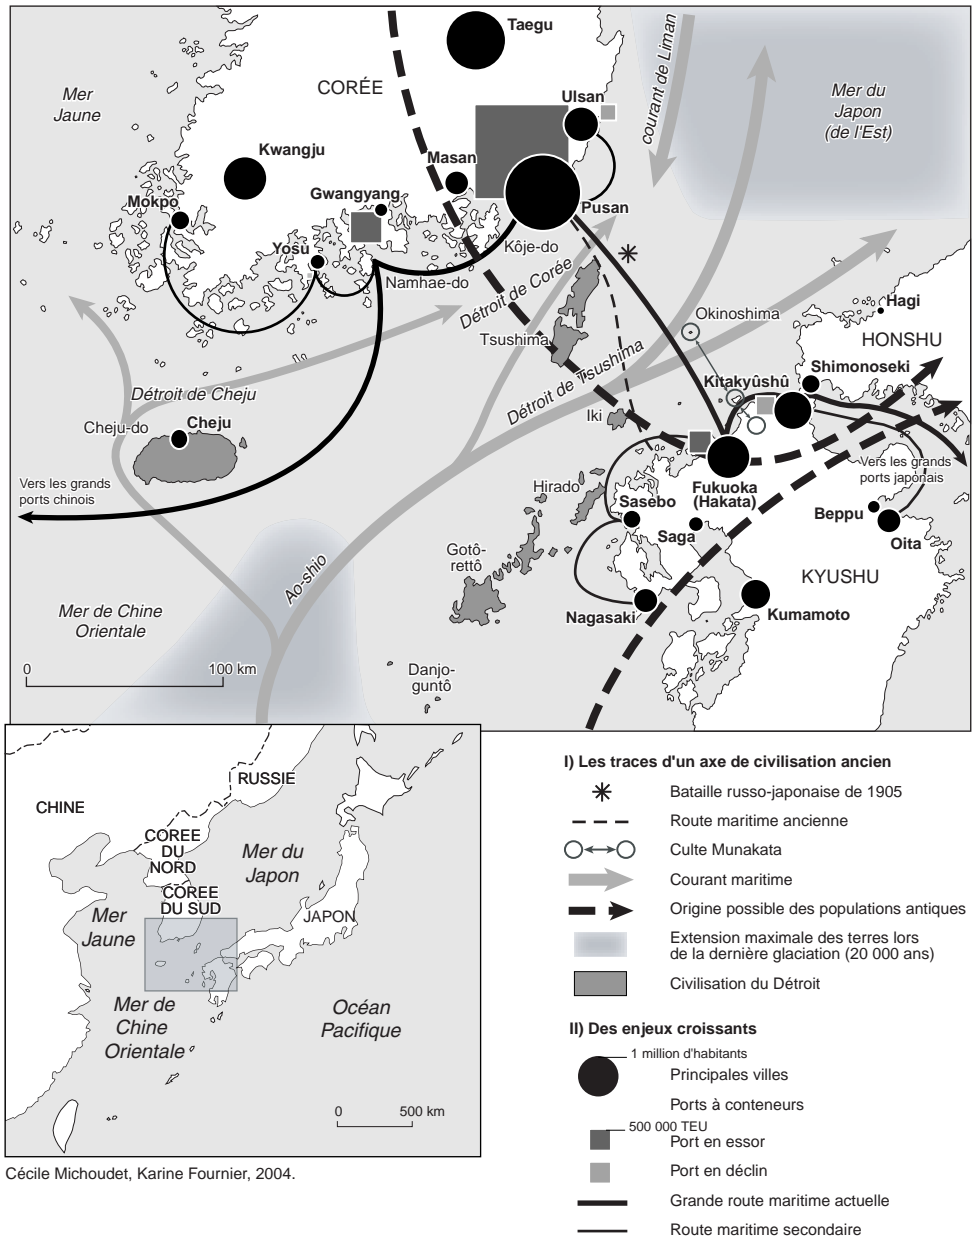 Taegu
CORÉE
Mer
Jaune
courant de Liman
Mer du
Japon
(de l'Est)
Ulsan
Kwangju
Masan
Gwangyang
Mokpo
Pusan
Yosu
Kôje-do
Namhae-do
Détroit de Corée
Tsushima
Okinoshima
Hagi
HONSHU
Détroit de Tsushima
Shimonoseki
Kitakyûshû
Détroit de Cheju
Cheju-do
Cheju
Iki
Vers les grands
ports chinois
Vers les grands
ports japonais
Fukuoka
(Hakata)
Hirado
Sasebo
Saga
Beppu
Oita
Gotô-
rettô
Ao-shio
KYUSHU
Mer de Chine
Orientale
Nagasaki
Kumamoto
0
100 km
Danjo-
guntô
RUSSIE
CHINE
COREE
DU
NORD
Mer du
Japon
COREE
DU SUD
Mer
Jaune
JAPON
Mer de
Chine
Orientale
Océan
Pacifique
0
500 km
Cécile Michoudet, Karine Fournier, 2004.
I) Les traces d'un axe de civilisation ancien
Bataille russo-japonaise de 1905
Route maritime ancienne
Culte Munakata
Courant maritime
Origine possible des populations antiques
Extension maximale des terres lors
de la dernière glaciation (20 000 ans)
Civilisation du Détroit
II) Des enjeux croissants
1 million d'habitants
Principales villes
Ports à conteneurs
500 000 TEU
Port en essor
Port en déclin
Grande route maritime actuelle
Route maritime secondaire